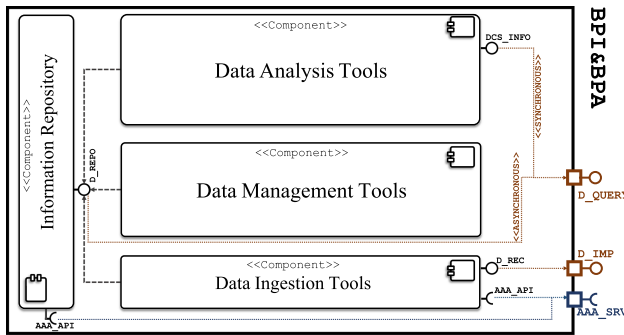 <<Component>>
Data Analysis Tools
DCS_INFO
BPI&BPA
<<Component>>
Information Repository
<<SYNCHRONOUS>>
D_REPO
<<Component>>
Data Management Tools
<<ASYNCHRONOUS>>
D_QUERY
<<Component>>
Data Ingestion Tools
D_REC
D_IMP
AAA_API
AAA_SRV
AAA_API